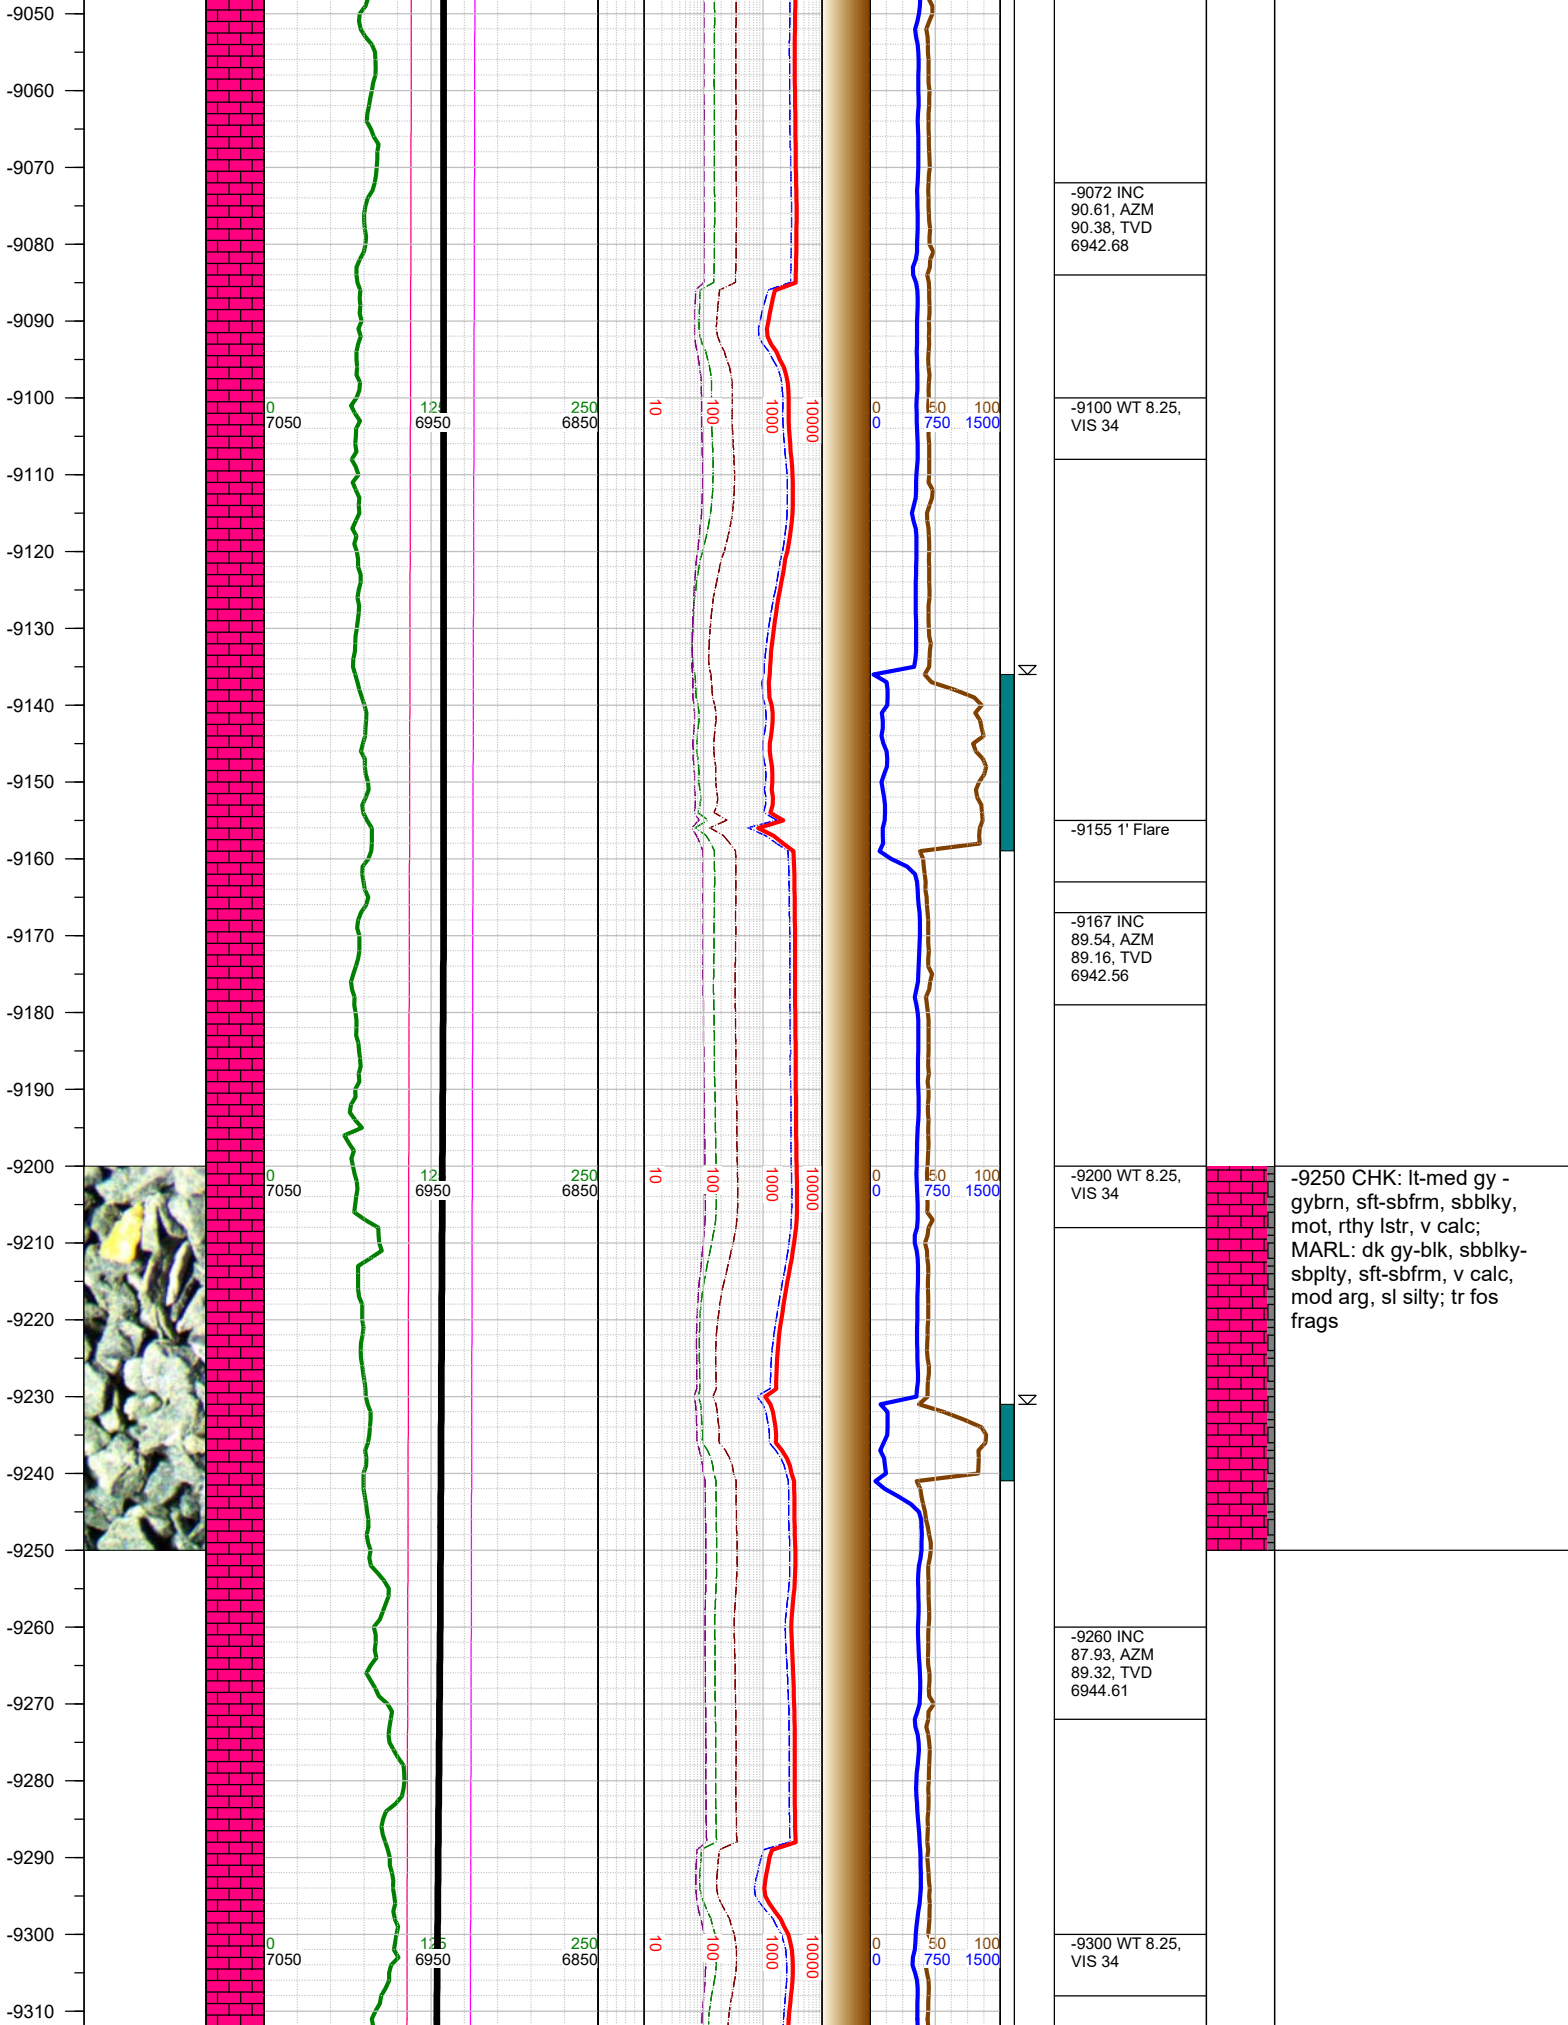 -9050
-9060
-9070
-9072 INC
90.61, AZM
90.38, TVD
6942.68
-9080
-9090
-9100
0 125 250
7050 6950 6850
10 100 1000 10000
0 50 100
0 750 1500
-9100 WT 8.25,
VIS 34
-9110
-9120
-9130
-9140
-9150
-9155 1' Flare
-9160
-9167 INC
89.54, AZM
89.16, TVD
6942.56
-9170
-9180
-9190
-9200
0 125 250
7050 6950 6850
10 100 1000 10000
0 50 100
0 750 1500
-9200 WT 8.25,
VIS 34
-9250 CHK: lt-med gy -
gybrn, sft-sbfrm, sbblky,
mot, rthy lstr, v calc;
MARL: dk gy-blk, sbblky-
sbplty, sft-sbfrm, v calc,
mod arg, sl silty; tr fos
frags
-9210
-9220
-9230
-9240
-9250
-9260
-9260 INC
87.93, AZM
89.32, TVD
6944.61
-9270
-9280
-9290
-9300
0 125 250
7050 6950 6850
10 100 1000 10000
0 50 100
0 750 1500
-9300 WT 8.25,
VIS 34
-9310